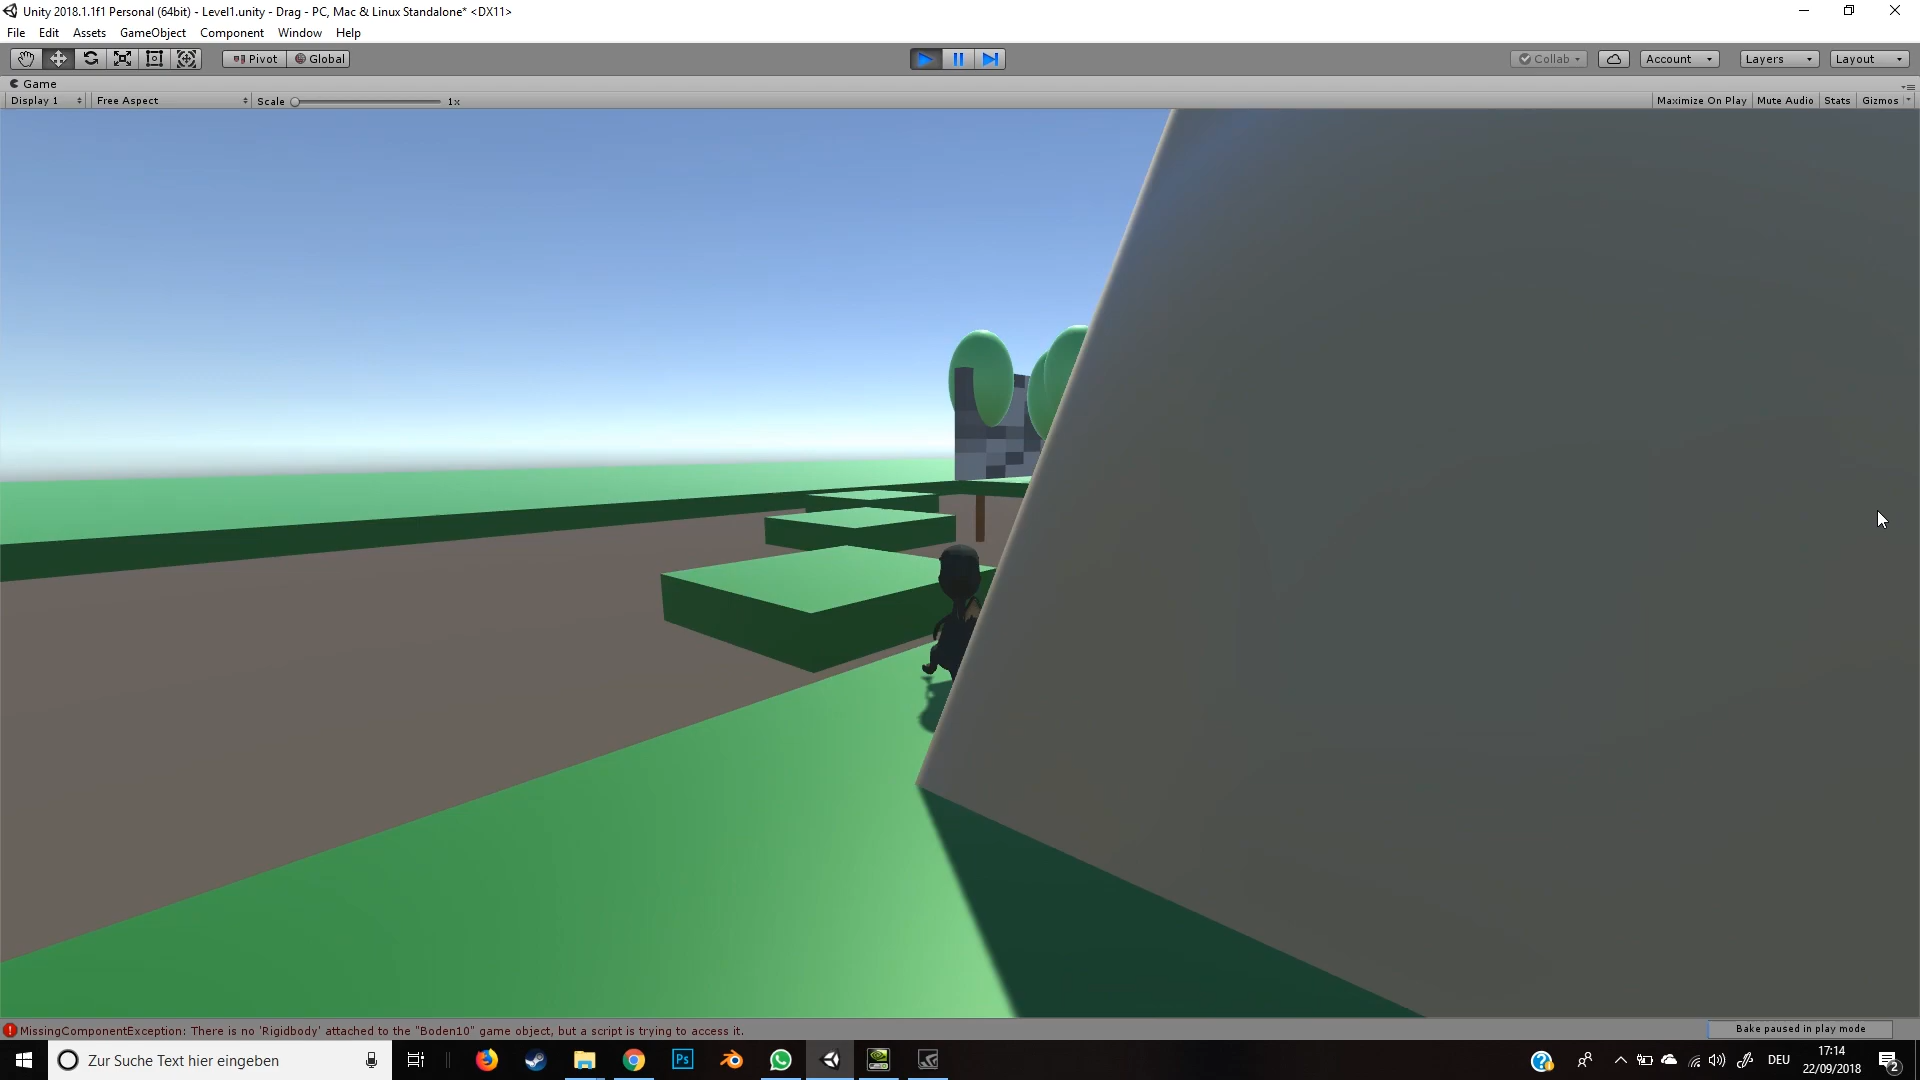 Unity 2018.1.1f1 Personal (64bit) - Level1.unity - Drag - PC, Mac & Linux Standalone* <DX11>
File Edit Assets GameObject Component Window Help
Pivot Global Collab Account Layers Layout
Game
Display 1 Free Aspect Scale 1x Maximize On Play Mute Audio Stats Gizmos
MissingComponentException: There is no 'Rigidbody' attached to the "Boden10" game object, but a script is trying to access it.
Bake paused in play mode
Zur Suche Text hier eingeben
Ps
DEU
17:14
22/09/2018
2